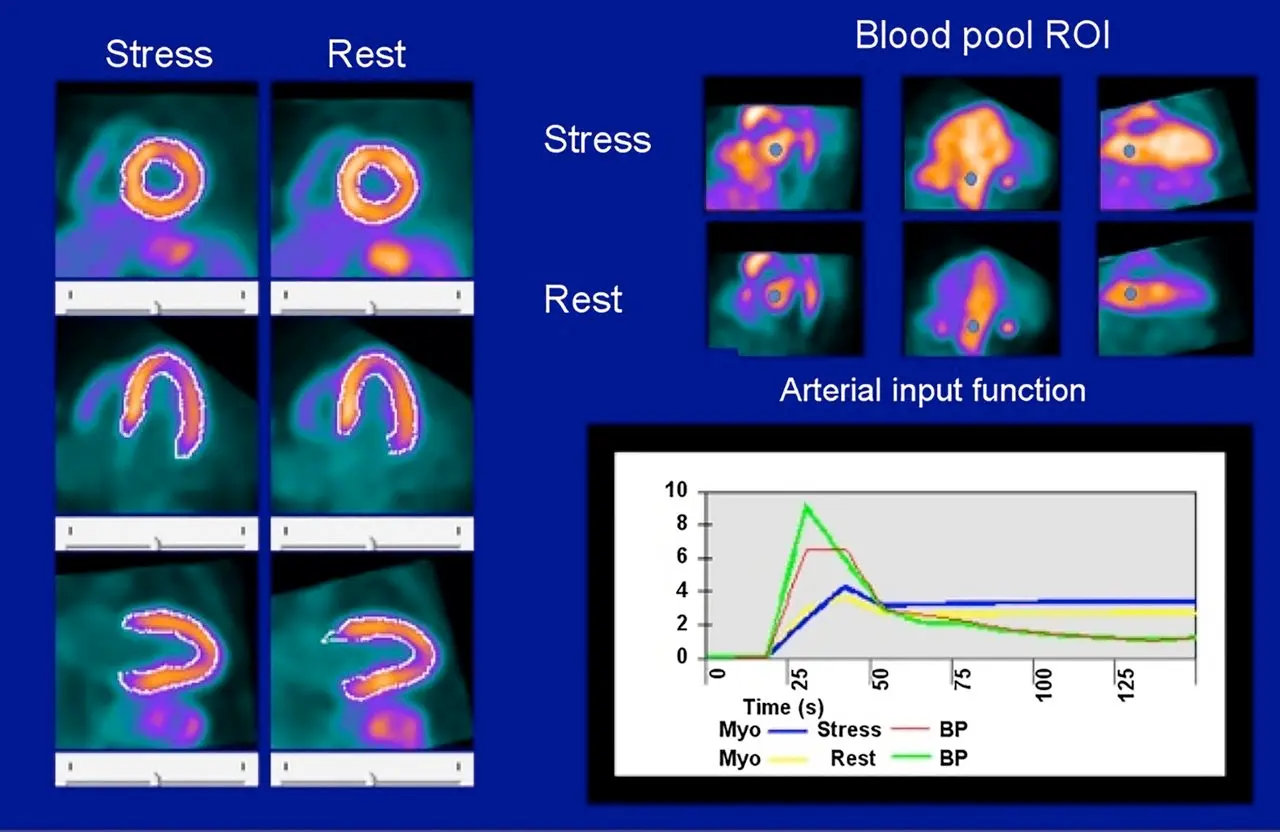 Stress Rest
Blood pool ROI
Stress
Rest
Arterial input function
10
8
6
4
2
0
0 25 50 75 100 125
Time (s)
Myo Stress BP
Myo Rest BP